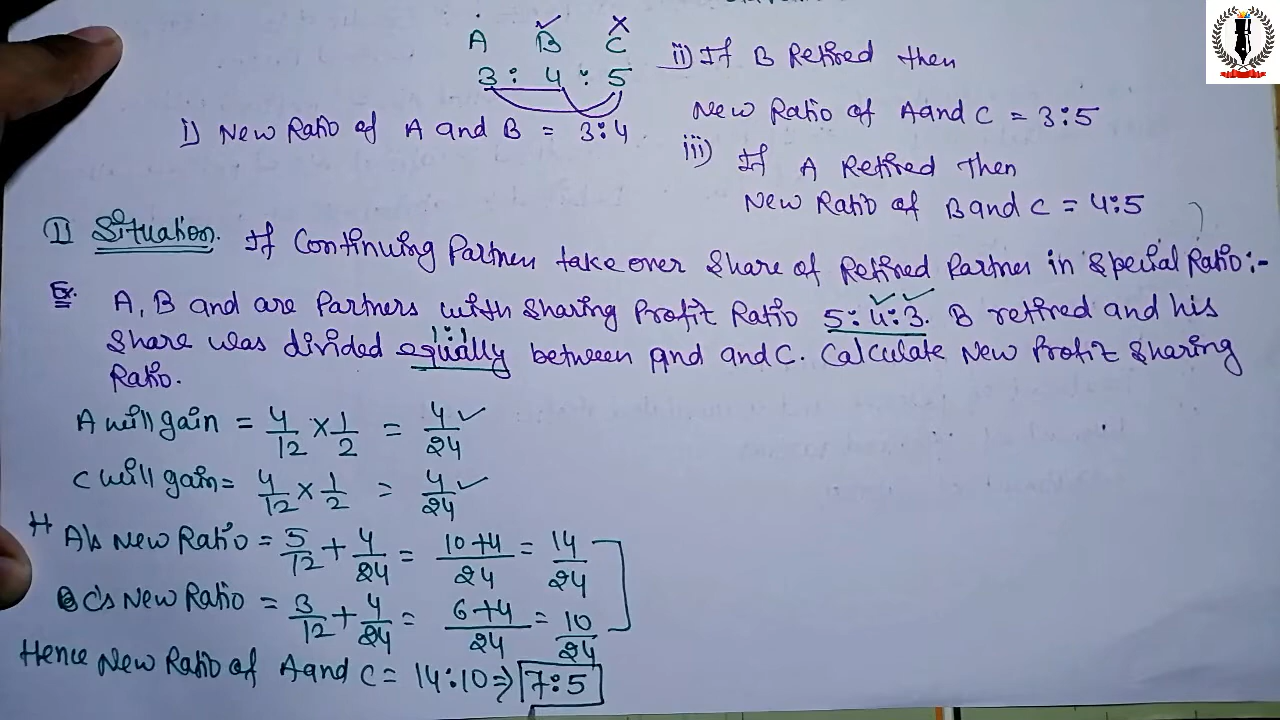 A B C
3 : 4 : 5
i) New Ratio of A and B = 3:4
ii) If B Retired then
New Ratio of A and C = 3:5
iii) If A Retired Then
New Ratio of B and C = 4:5
II Situation. If Continuing Partner take over Share of Retired Partner in Special Ratio:-
Ex. A, B and are Partners with Sharing Profit Ratio 5:4:3. B retired and his
1:1
Share was divided equally between And and C. Calculate New Profit Sharing
Ratio.
A will gain = 4/12 × 1/2 = 4/24
C will gain = 4/12 × 1/2 = 4/24
A's New Ratio = 5/12 + 4/24 = 10+4/24 = 14/24
C's New Ratio = 3/12 + 4/24 = 6+4/24 = 10/24
Hence New Ratio of A and C = 14:10 ⇒ 7:5